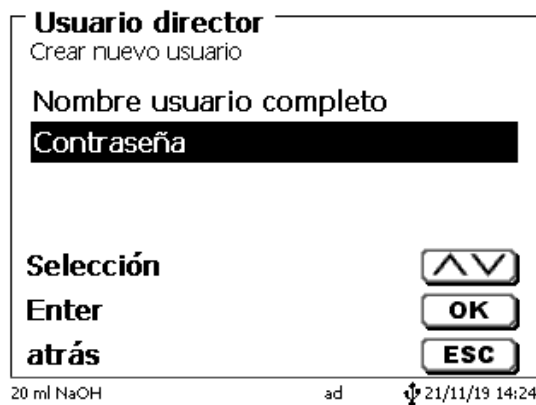 Usuario director
Crear nuevo usuario
Nombre usuario completo
Contraseña
Selección
Enter OK
atrás ESC
20 ml NaOH ad 21/11/19 14:24